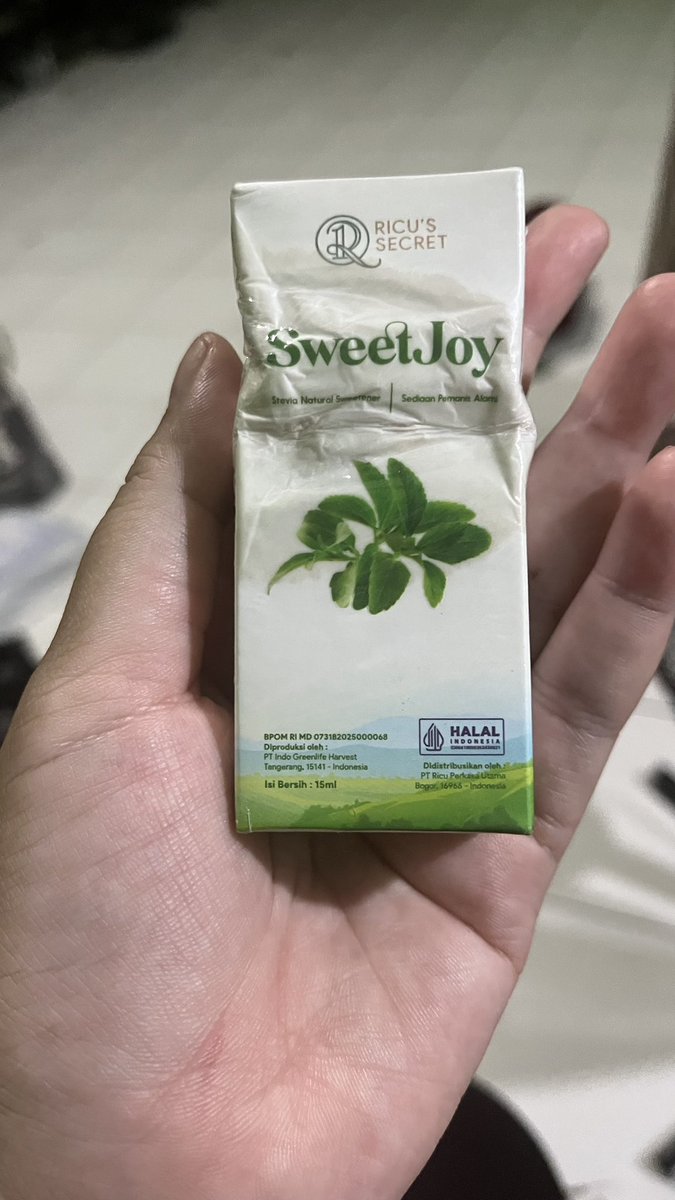 RICU'S
SECRET
SweetJoy
Stevia Natural Sweetener | Sediaan Pemanis Alami
BPOM RI MD 073182025000068
Diproduksi oleh :
PT Indo Greenlife Harvest
Tangerang, 15141 - Indonesia
Isi Bersih : 15ml
HALAL
INDONESIA
Didistribusikan oleh :
PT Ricu Perkasa Utama
Bogor, 16965 - Indonesia